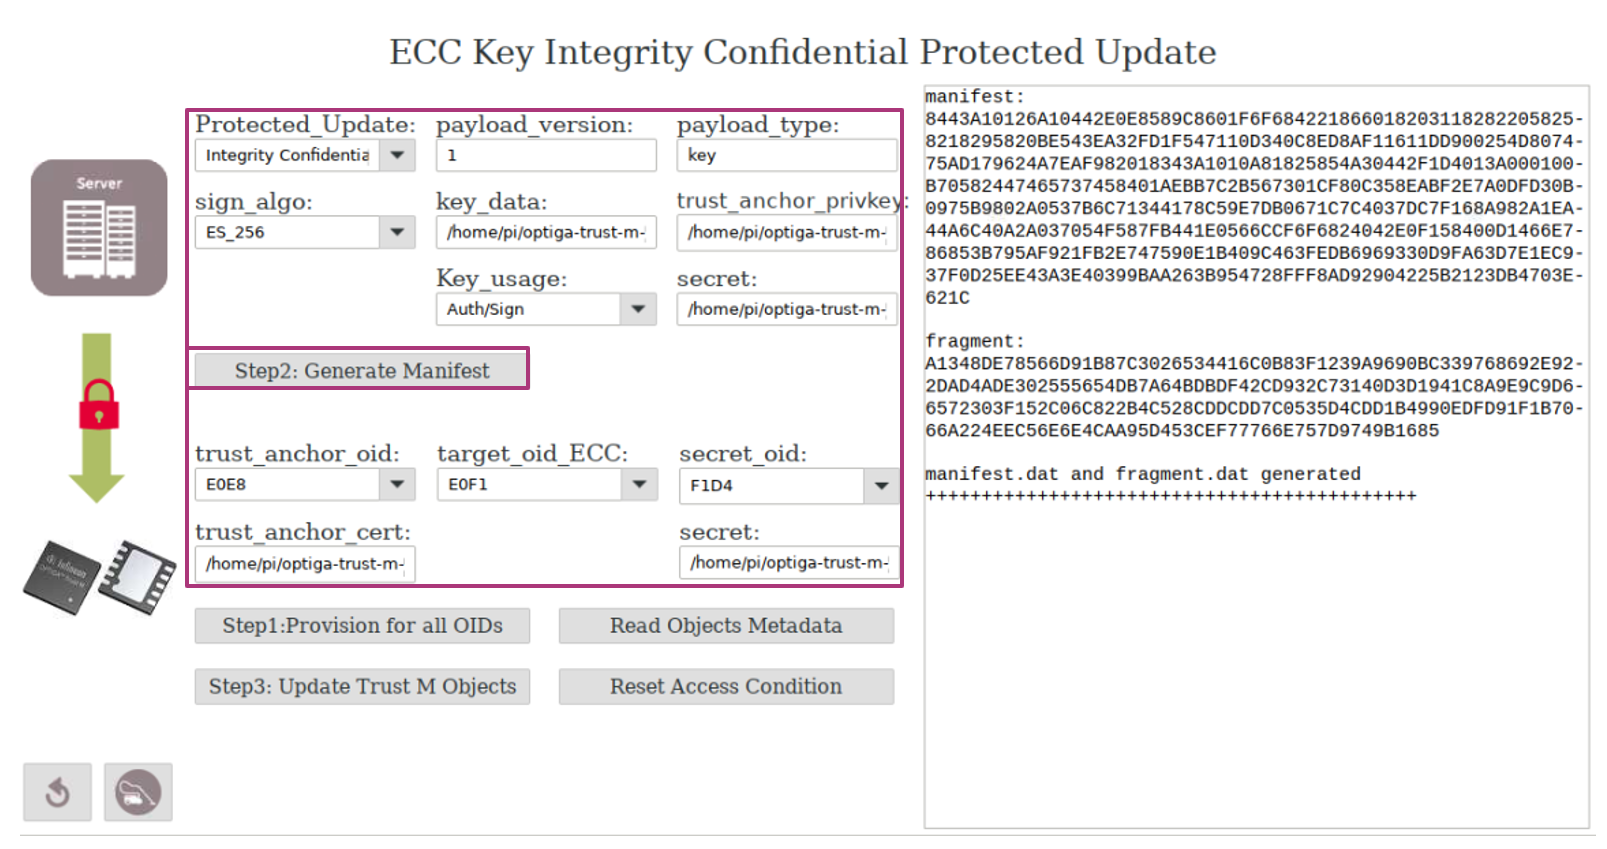 ECC Key Integrity Confidential Protected Update
Server
Protected_Update: payload_version: payload_type:
Integrity Confidentia 1 key
sign_algo: key_data: trust_anchor_privkey:
ES_256 /home/pi/optiga-trust-m- /home/pi/optiga-trust-m-
Key_usage: secret:
Auth/Sign /home/pi/optiga-trust-m-
Step2: Generate Manifest
trust_anchor_oid: target_oid_ECC: secret_oid:
E0E8 E0F1 F1D4
trust_anchor_cert: secret:
/home/pi/optiga-trust-m- /home/pi/optiga-trust-m-
Step1:Provision for all OIDs Read Objects Metadata
Step3: Update Trust M Objects Reset Access Condition
infineon
OPTIGA™ Trust M
manifest:
8443A10126A10442E0E8589C8601F6F684221866018203118282205825-
8218295820BE543EA32FD1F547110D340C8ED8AF11611DD900254D8074-
75AD179624A7EAF982018343A1010A81825854A30442F1D4013A000100-
B70582447465737458401AEBB7C2B567301CF80C358EABF2E7A0DFD30B-
0975B9802A0537B6C71344178C59E7DB0671C7C4037DC7F168A982A1EA-
44A6C40A2A037054F587FB441E0566CCF6F6824042E0F158400D1466E7-
86853B795AF921FB2E747590E1B409C463FEDB6969330D9FA63D7E1EC9-
37F0D25EE43A3E40399BAA263B954728FFF8AD92904225B2123DB4703E-
621C
fragment:
A1348DE78566D91B87C3026534416C0B83F1239A9690BC339768692E92-
2DAD4ADE302555654DB7A64BDBDF42CD932C73140D3D1941C8A9E9C9D6-
6572303F152C06C822B4C528CDDCDD7C0535D4CDD1B4990EDFD91F1B70-
66A224EEC56E6E4CAA95D453CEF77766E757D9749B1685
manifest.dat and fragment.dat generated
++++++++++++++++++++++++++++++++++++++++++++